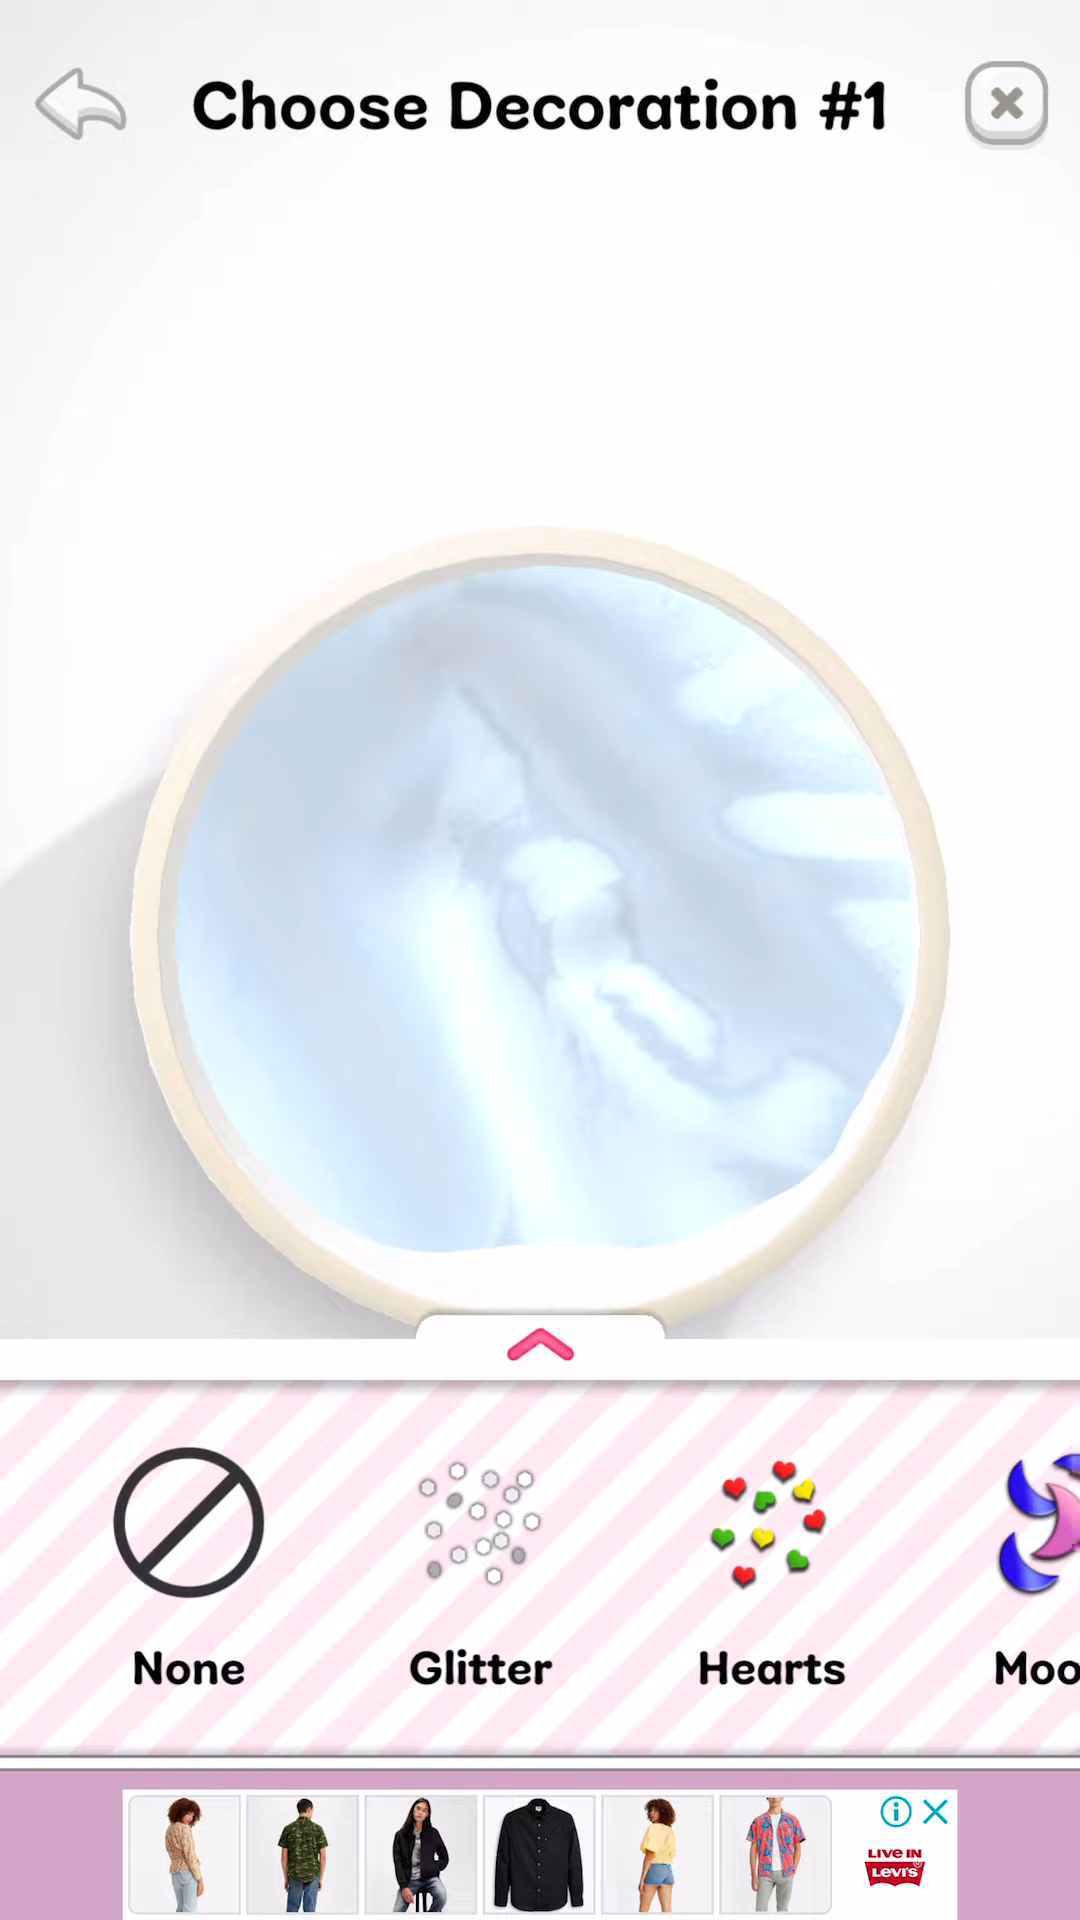 Choose Decoration #1
None
Glitter
Hearts
Moo
LIVE IN
LEVI'S